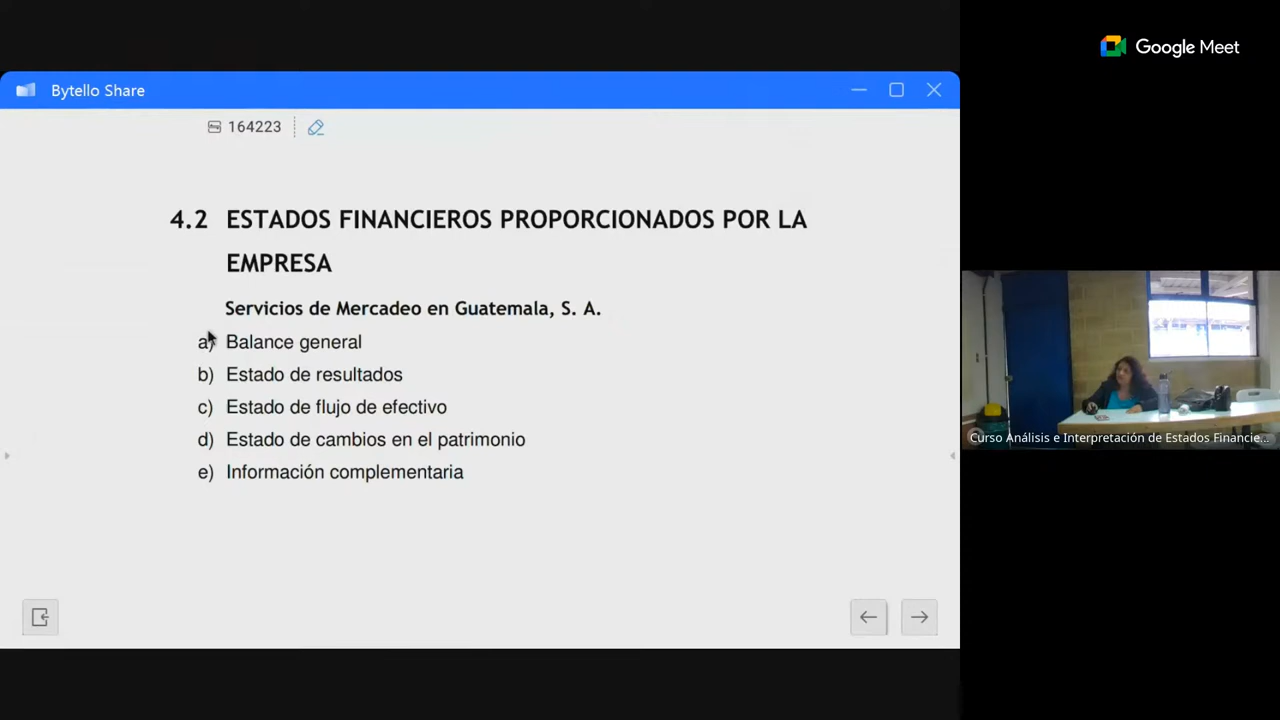 Google Meet
Bytello Share
164223
4.2 ESTADOS FINANCIEROS PROPORCIONADOS POR LA
EMPRESA
Servicios de Mercadeo en Guatemala, S. A.
a) Balance general
b) Estado de resultados
c) Estado de flujo de efectivo
d) Estado de cambios en el patrimonio
e) Información complementaria
Curso Análisis e Interpretación de Estados Financie...